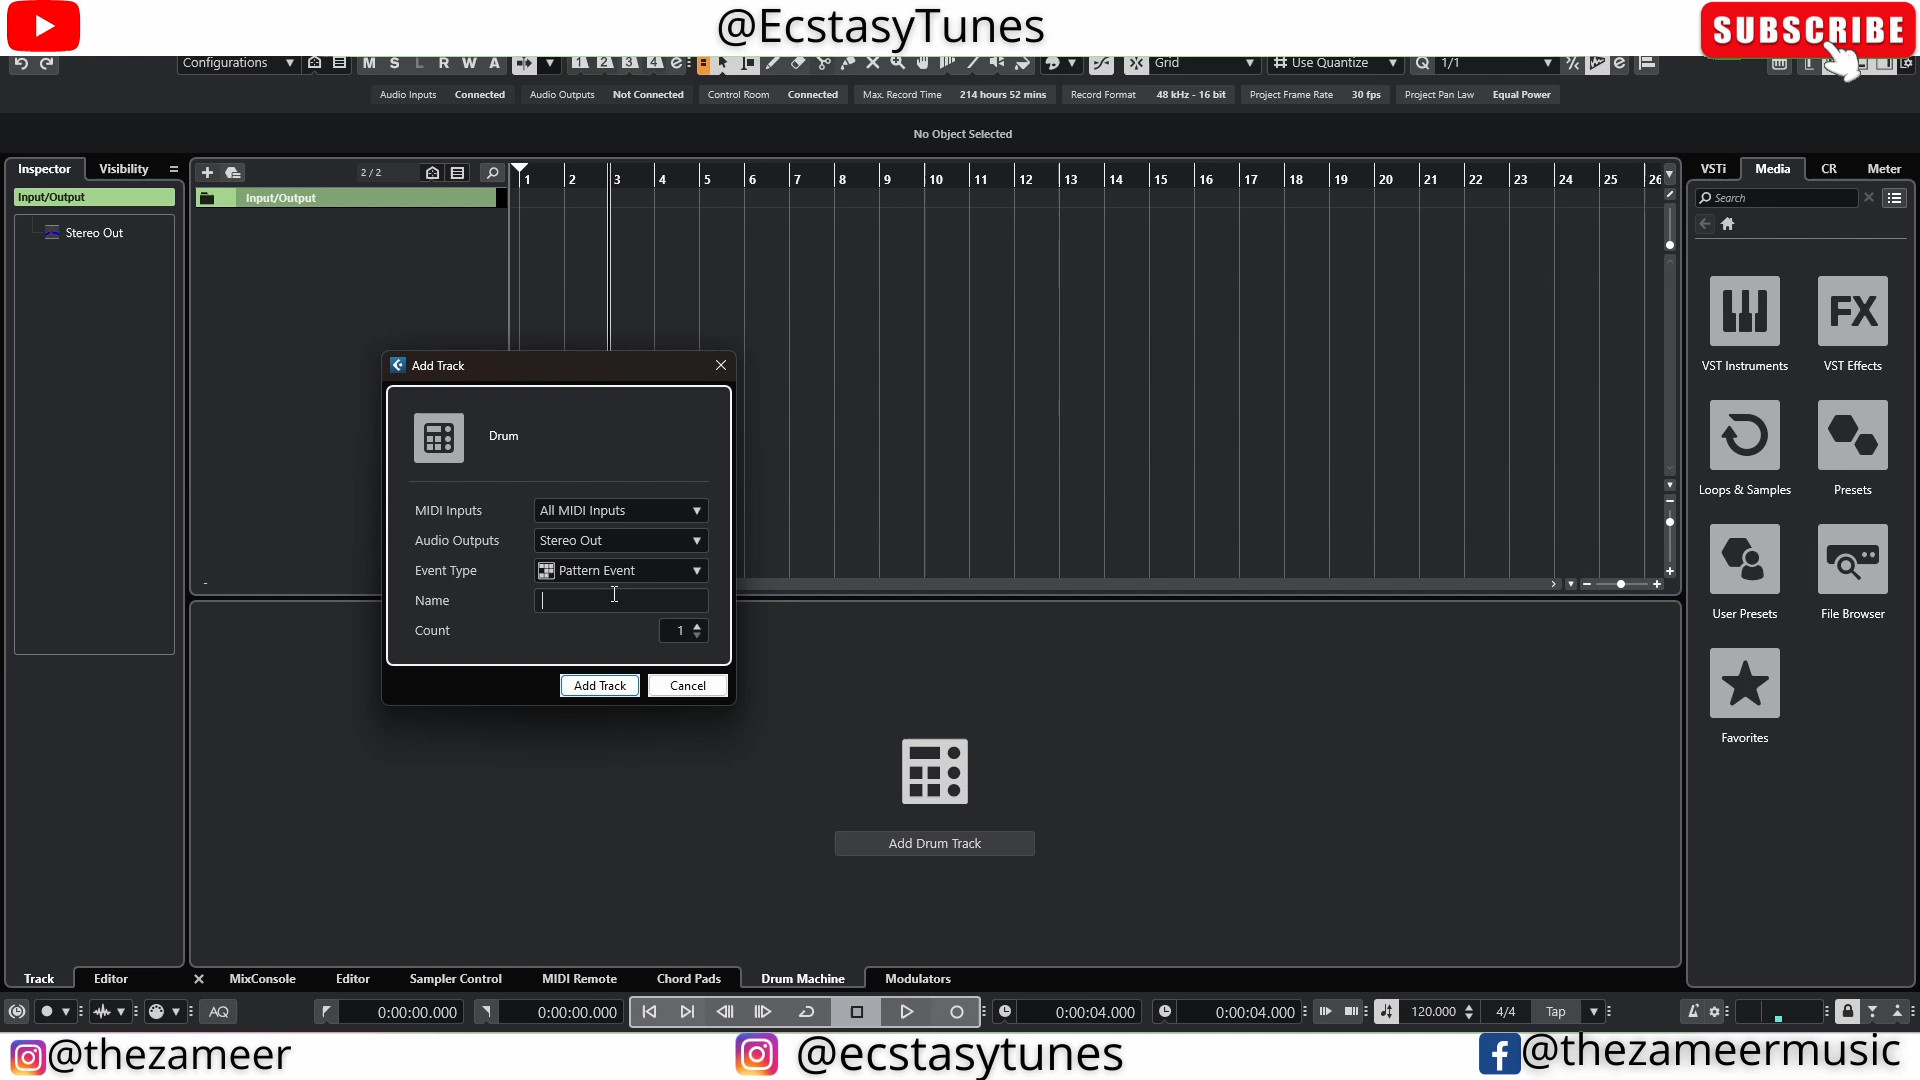 @EcstasyTunes
SUBSCRIBE
Configurations M S L R W A 1 2 3 4 e Grid # Use Quantize Q 1/1 e
Audio Inputs Connected Audio Outputs Not Connected Control Room Connected Max. Record Time 214 hours 52 mins Record Format 48 kHz - 16 bit Project Frame Rate 30 fps Project Pan Law Equal Power
No Object Selected
Inspector Visibility 2/2
1 2 3 4 5 6 7 8 9 10 11 12 13 14 15 16 17 18 19 20 21 22 23 24 25 26
VSTi Media CR Meter
Input/Output
Input/Output
Search
Stereo Out
VST Instruments FX VST Effects
Loops & Samples Presets
User Presets File Browser
Favorites
Add Track
Drum
MIDI Inputs All MIDI Inputs
Audio Outputs Stereo Out
Event Type Pattern Event
Name
Count 1
Add Track Cancel
Add Drum Track
Track Editor MixConsole Editor Sampler Control MIDI Remote Chord Pads Drum Machine Modulators
AQ 0:00:00.000 0:00:00.000 0:00:04.000 0:00:04.000 120.000 4/4 Tap
@thezameer @ecstasytunes @thezameermusic